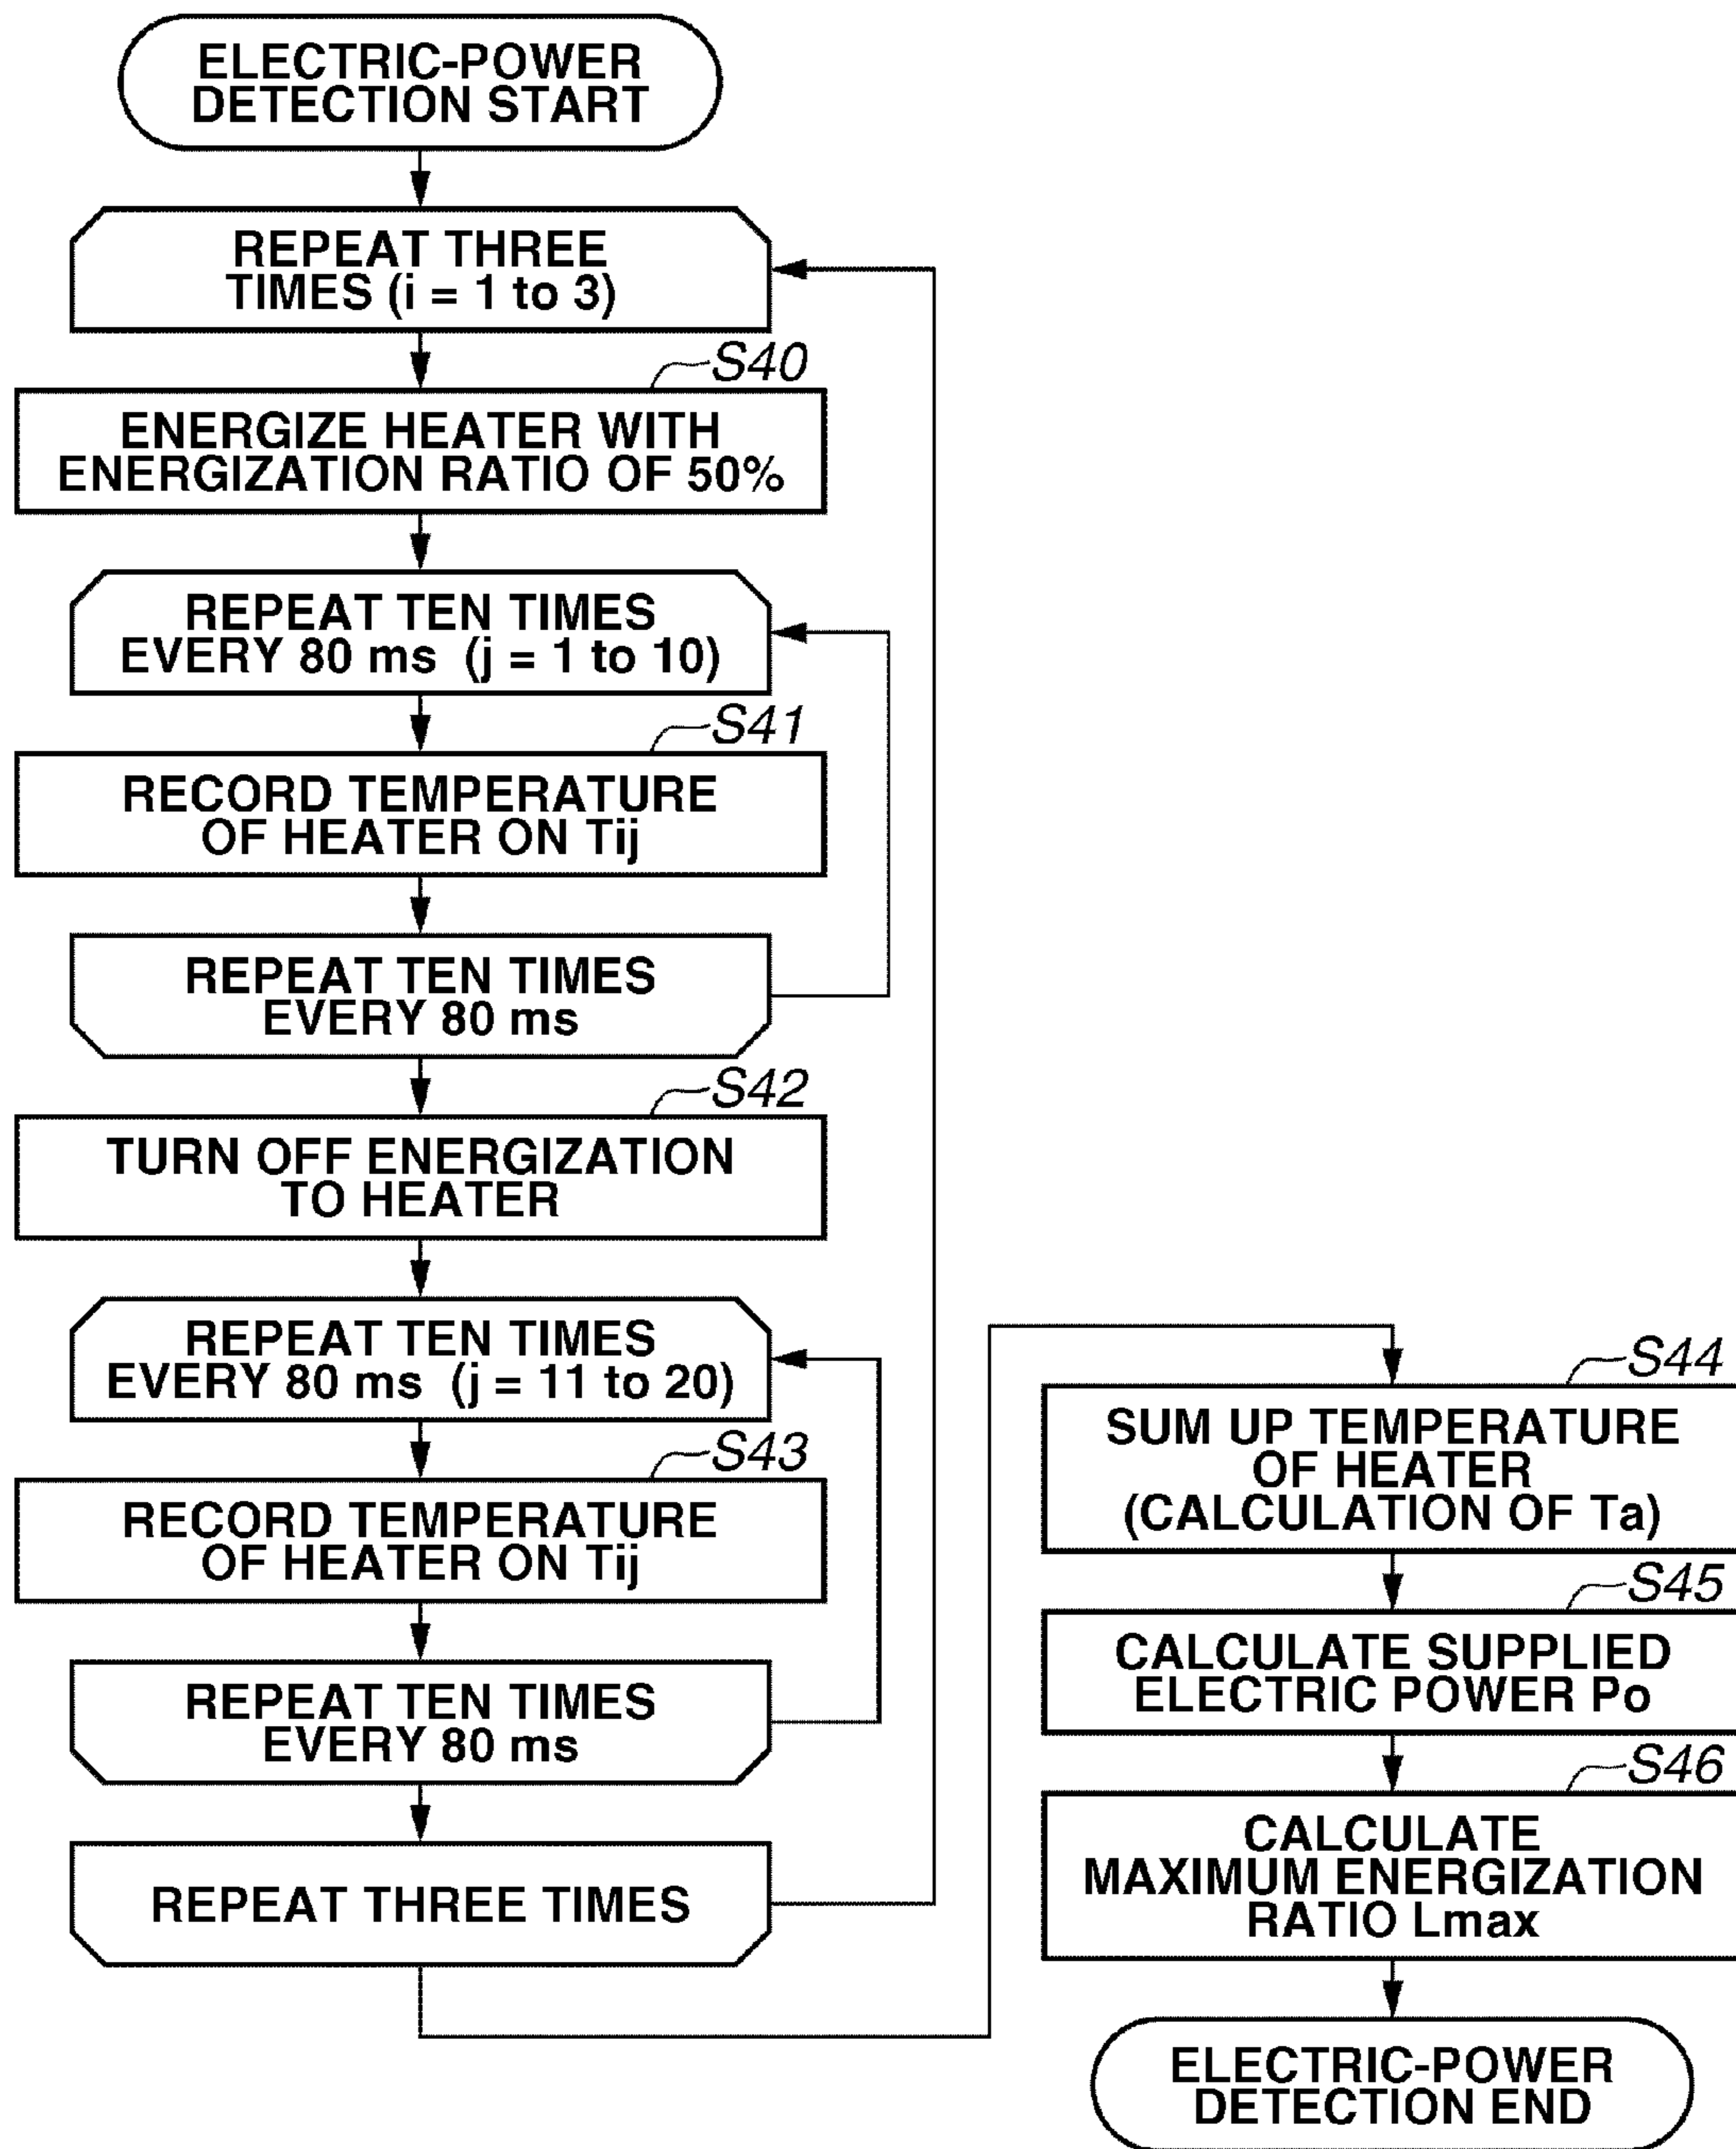 ELECTRIC-POWER
DETECTION START
REPEAT THREE
TIMES (i = 1 to 3)
S40
ENERGIZE HEATER WITH
ENERGIZATION RATIO OF 50%
REPEAT TEN TIMES
EVERY 80 ms (j = 1 to 10)
S41
RECORD TEMPERATURE
OF HEATER ON Tij
REPEAT TEN TIMES
EVERY 80 ms
S42
TURN OFF ENERGIZATION
TO HEATER
REPEAT TEN TIMES
EVERY 80 ms (j = 11 to 20)
S43
RECORD TEMPERATURE
OF HEATER ON Tij
REPEAT TEN TIMES
EVERY 80 ms
REPEAT THREE TIMES
S44
SUM UP TEMPERATURE
OF HEATER
(CALCULATION OF Ta)
S45
CALCULATE SUPPLIED
ELECTRIC POWER Po
S46
CALCULATE
MAXIMUM ENERGIZATION
RATIO Lmax
ELECTRIC-POWER
DETECTION END